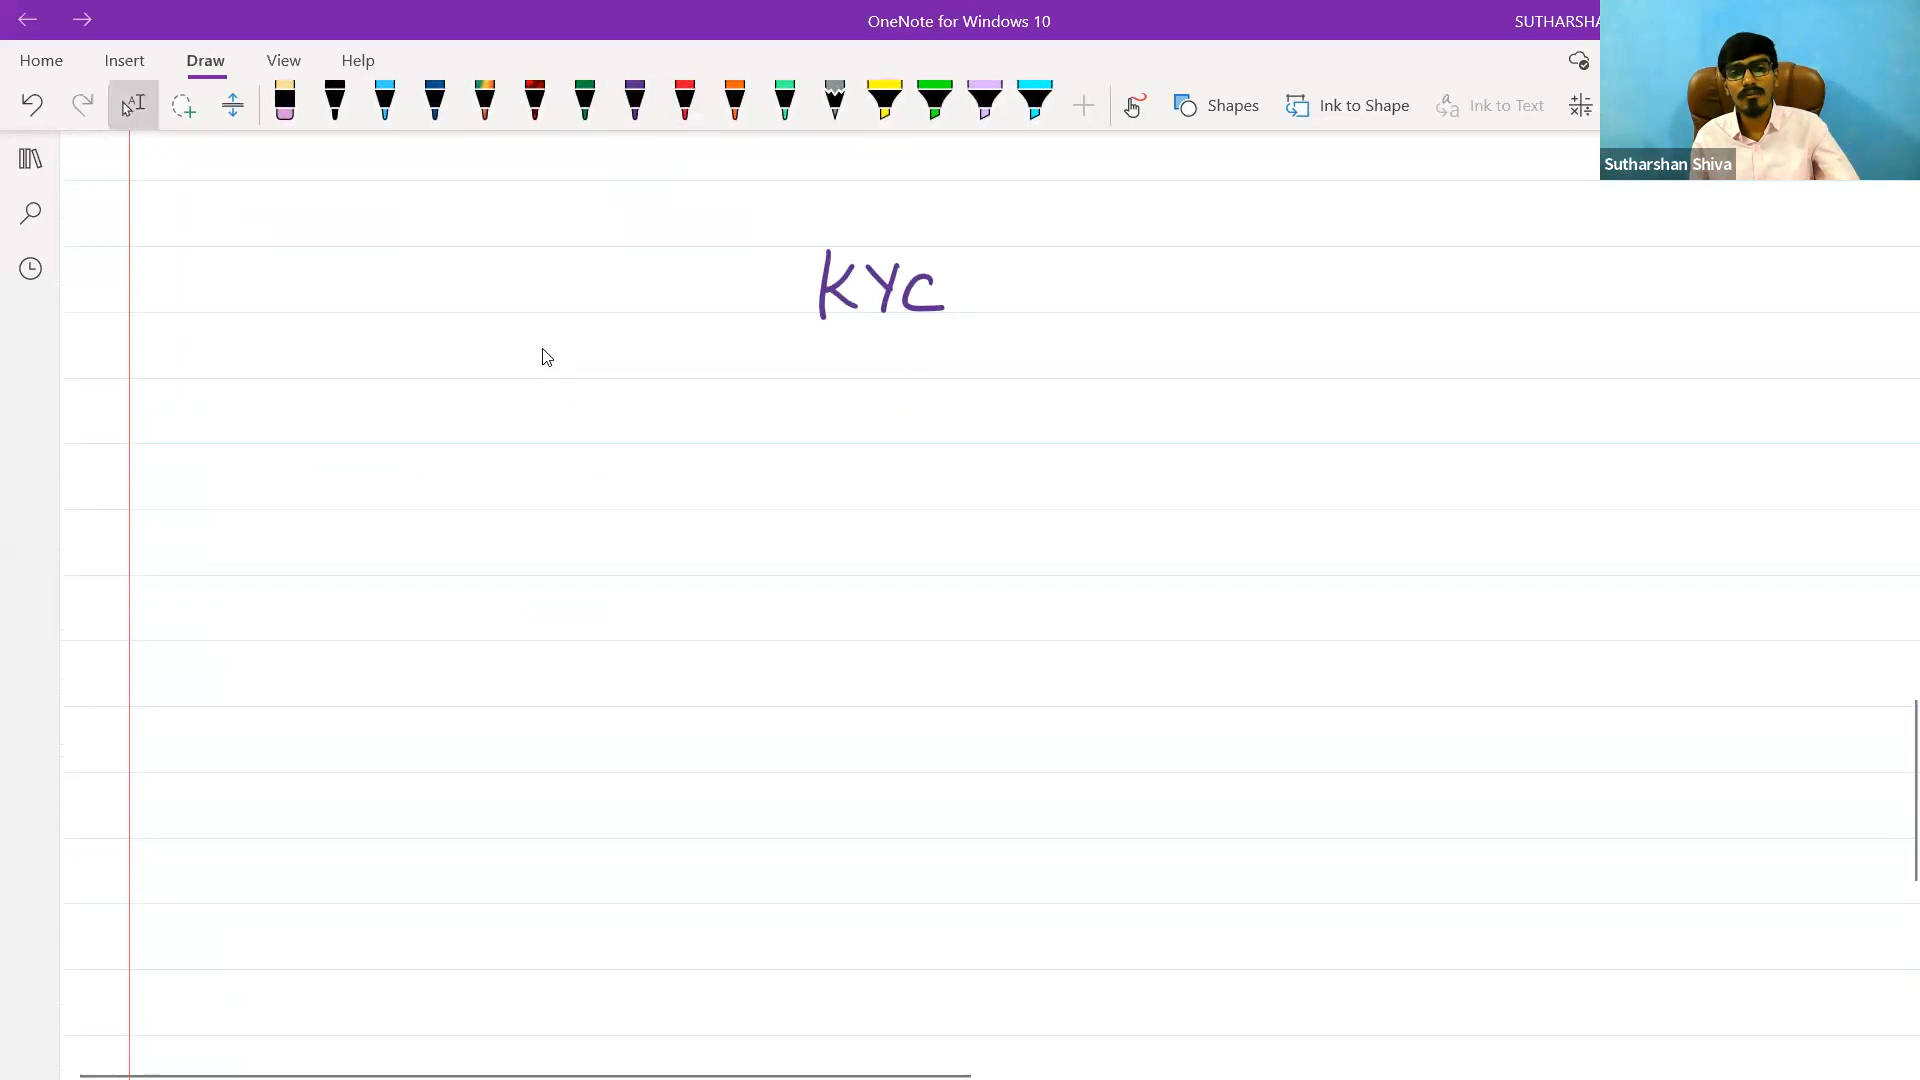 OneNote for Windows 10
SUTHARSHA
Home Insert Draw View Help
Shapes Ink to Shape Ink to Text
Sutharshan Shiva
KYC